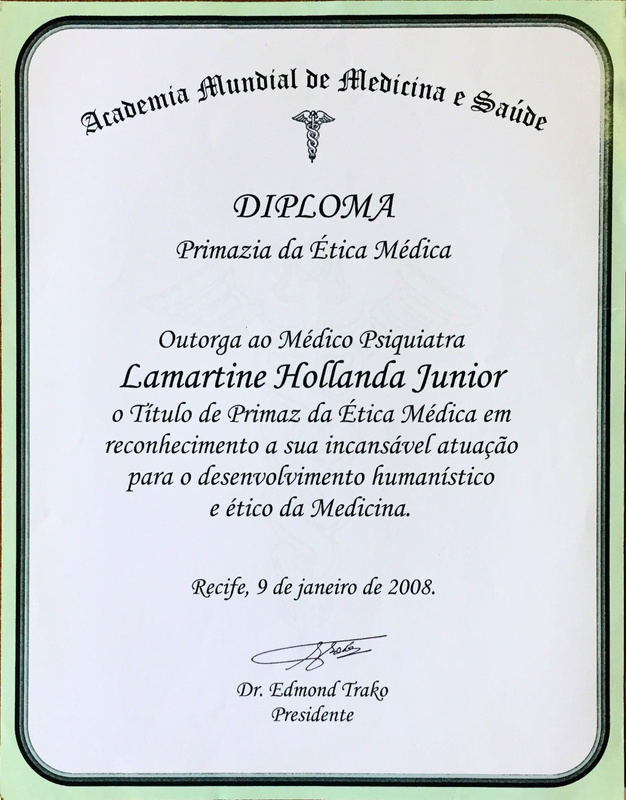 Academia Mundial de Medicina e Saúde
DIPLOMA
Primazia da Ética Médica
Outorga ao Médico Psiquiatra
Lamartine Hollanda Junior
o Título de Primaz da Ética Médica em
reconhecimento a sua incansável atuação
para o desenvolvimento humanístico
e ético da Medicina.
Recife, 9 de janeiro de 2008.
Dr. Edmond Trako
Presidente